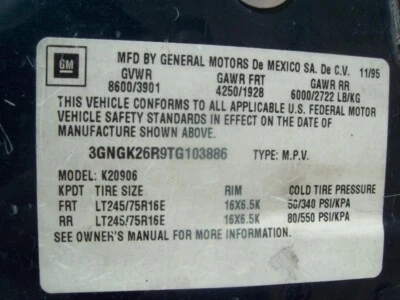 GM
MFD BY GENERAL MOTORS De MEXICO SA. De C.V. 11/95
GVWR GAWR FRT GAWR RR
8600/3901 4250/1928 6000/2722 LB/KG
THIS VEHICLE CONFORMS TO ALL APPLICABLE U.S. FEDERAL MOTOR
VEHICLE SAFETY STANDARDS IN EFFECT ON THE DATE OF
MANUFACTURE SHOWN ABOVE.
3GNGK26R9TG103886 TYPE: M.P.V.
MODEL: K20906
KPDT TIRE SIZE RIM COLD TIRE PRESSURE
FRT LT245/75R16E 16X6.5K 50/340 PSI/KPA
RR LT245/75R16E 16X6.5K 80/550 PSI/KPA
SEE OWNER'S MANUAL FOR MORE INFORMATION.